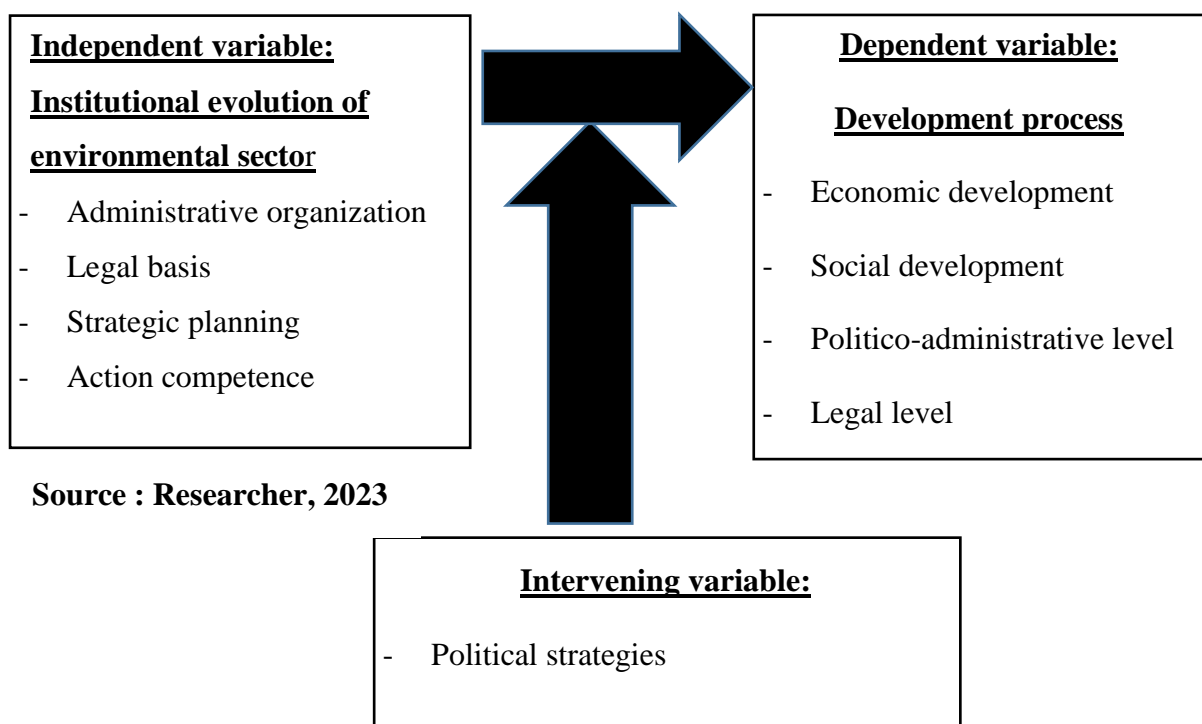 Independent variable:
Institutional evolution of
environmental sector
- Administrative organization
- Legal basis
- Strategic planning
- Action competence
Dependent variable:
Development process
- Economic development
- Social development
- Politico-administrative level
- Legal level
Source : Researcher, 2023
Intervening variable:
- Political strategies